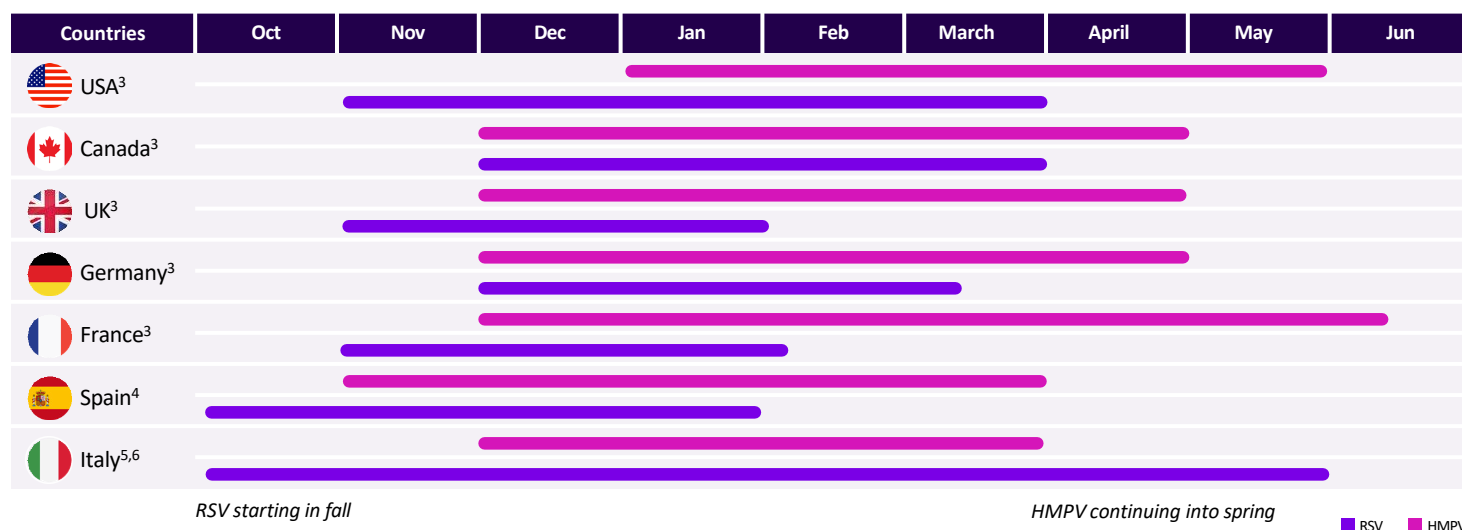 Countries Oct Nov Dec Jan Feb March April May Jun
USA3
Canada3
UK3
Germany3
France3
Spain4
Italy5,6
RSV starting in fall HMPV continuing into spring
RSV HMPV